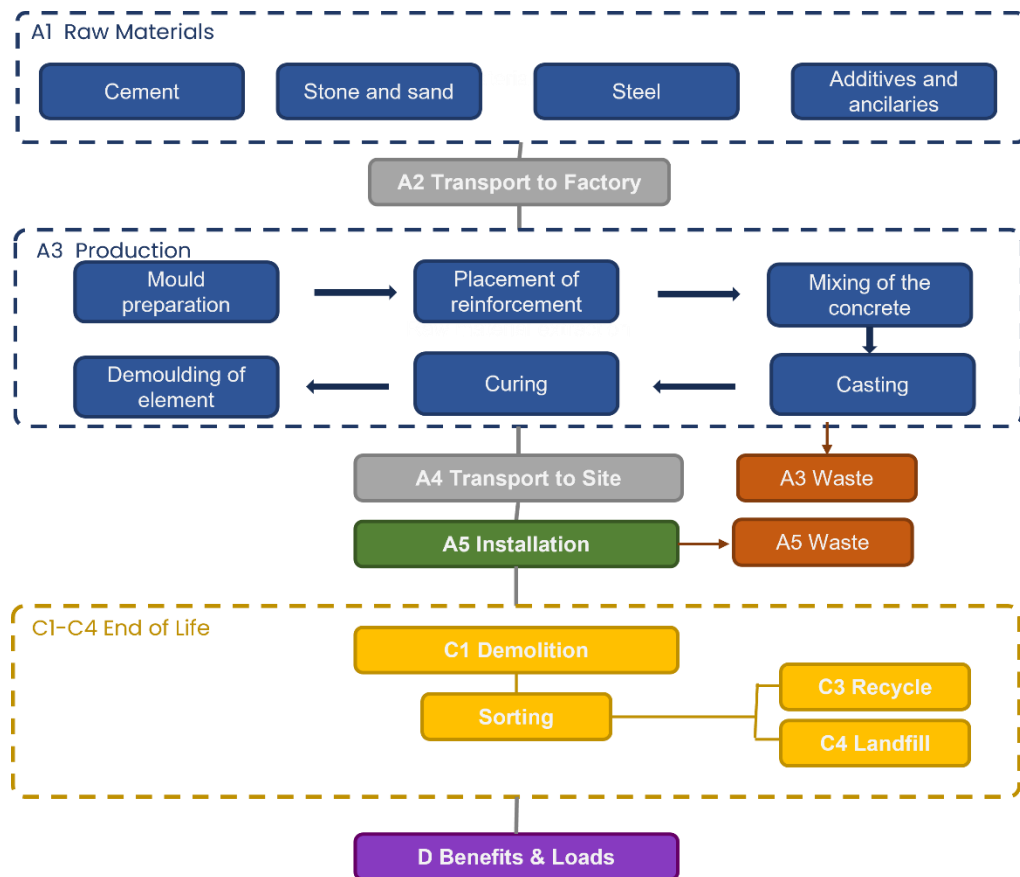 A1 Raw Materials
Cement
Stone and sand
Steel
Additives and
ancilaries
A2 Transport to Factory
A3 Production
Mould
preparation
Placement of
reinforcement
Mixing of the
concrete
Demoulding of
element
Curing
Casting
A4 Transport to Site
A3 Waste
A5 Installation
A5 Waste
C1-C4 End of Life
C1 Demolition
C3 Recycle
Sorting
C4 Landfill
D Benefits & Loads